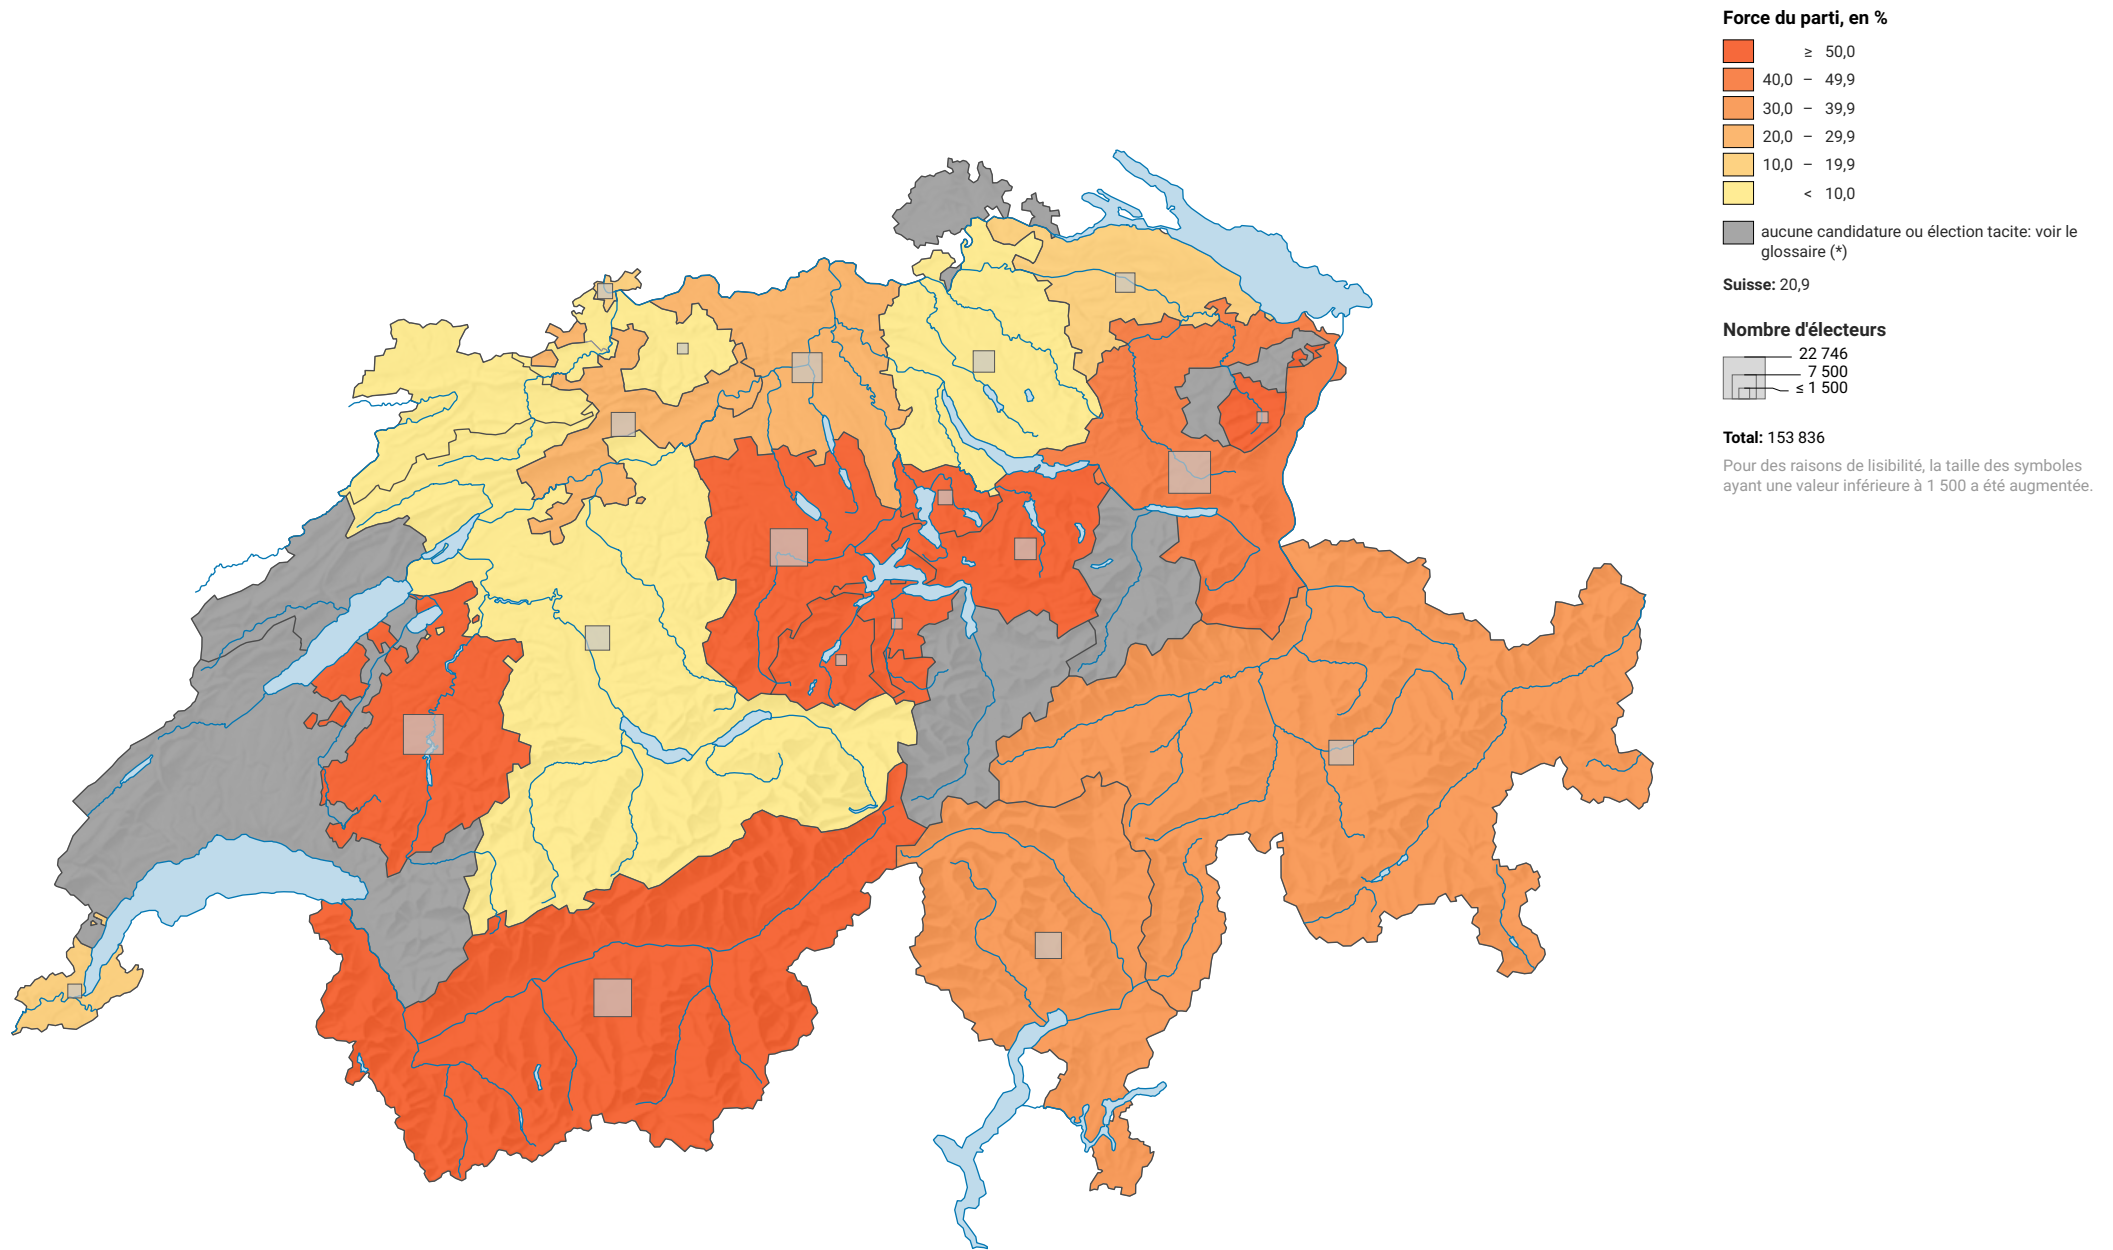 Force du parti, en %
≥ 50,0
40,0 – 49,9
30,0 – 39,9
20,0 – 29,9
10,0 – 19,9
< 10,0
aucune candidature ou élection tacite: voir le
glossaire (*)
Suisse: 20,9
Nombre d'électeurs
22 746
7 500
≤ 1 500
Total: 153 836
Pour des raisons de lisibilité, la taille des symboles
ayant une valeur inférieure à 1 500 a été augmentée.